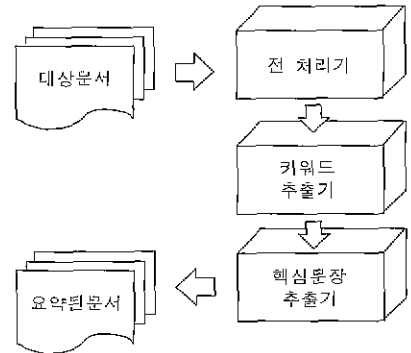 대상문서
전 처리기
키워드
추출기
핵심문장
추출기
요약된문서